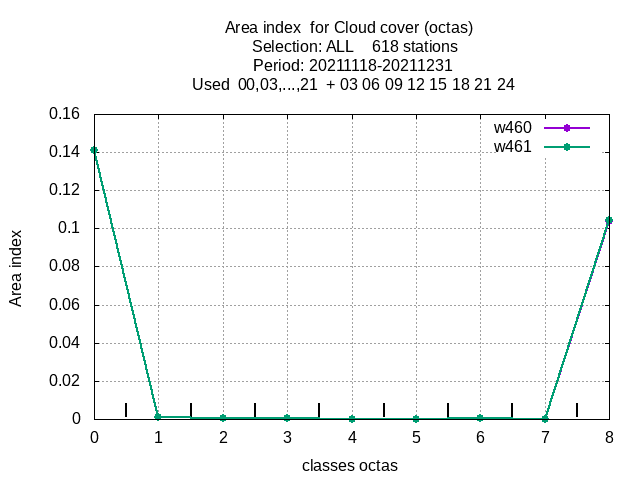 Area index  for Cloud cover (octas)
Selection: ALL    618 stations
Period: 20211118-20211231
Used  00,03,...,21  + 03 06 09 12 15 18 21 24
0.16
w460
w461
0.14
0.12
0.1
0.08
0.06
0.04
0.02
0
Area index
0 1 2 3 4 5 6 7 8
classes octas